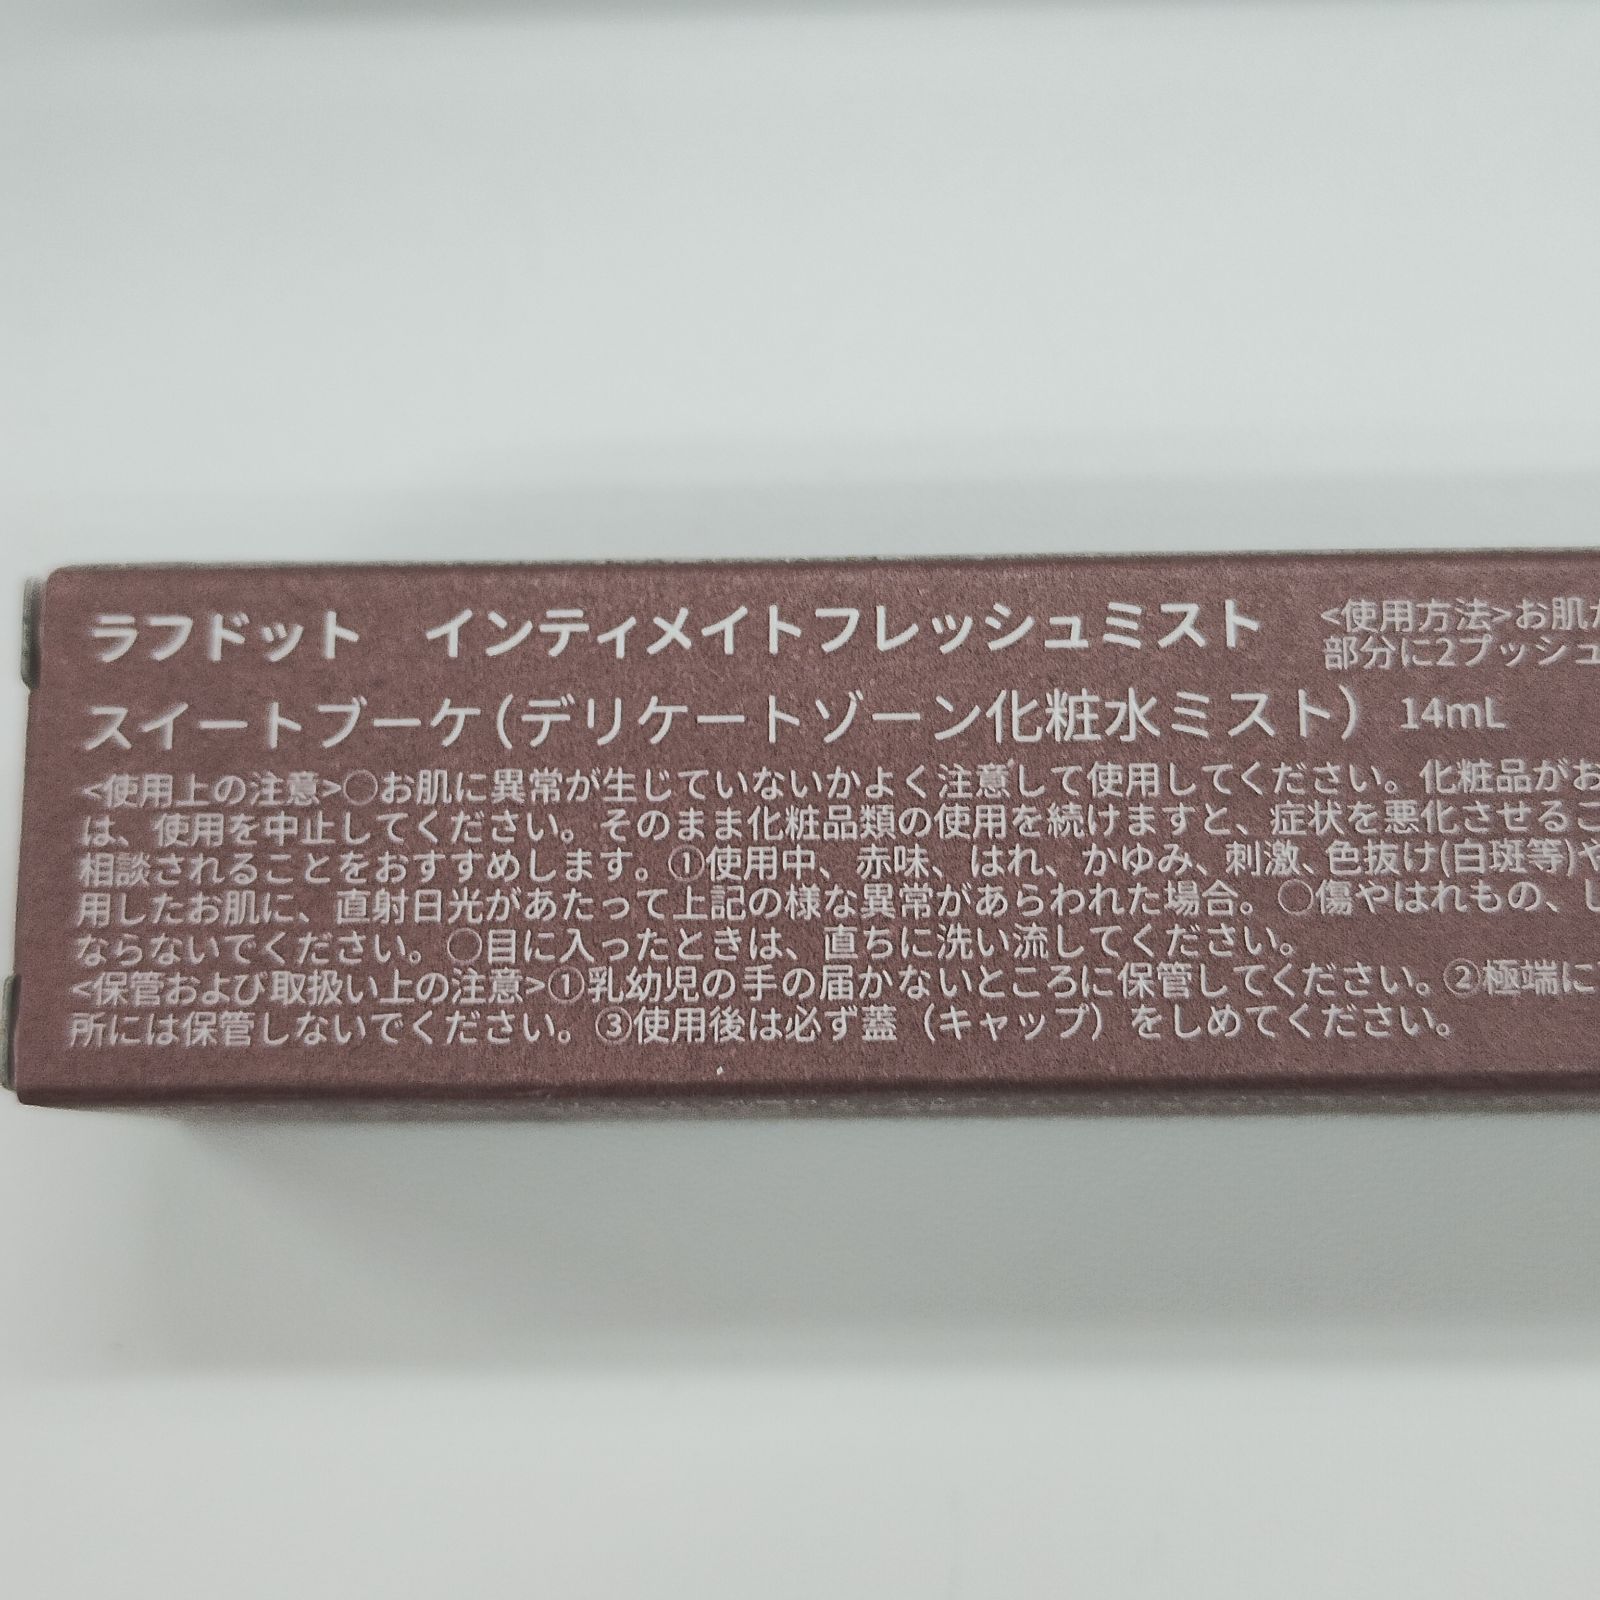 ラフドット　インティメイトフレッシュミスト
スイートブーケ(デリケートゾーン化粧水ミスト) 14mL
<使用方法>お肌か
部分に2プッシュ
<使用上の注意>○お肌に異常が生じていないかよく注意して使用してください。化粧品がお
は、使用を中止してください。そのまま化粧品類の使用を続けますと、症状を悪化させるこ
相談されることをおすすめします。①使用中、赤味、はれ、かゆみ、刺激、色抜け(白斑等)や
用したお肌に、直射日光があたって上記の様な異常があらわれた場合。○傷やはれもの、し
ならないでください。○目に入ったときは、直ちに洗い流してください。
<保管および取扱い上の注意>①乳幼児の手の届かないところに保管してください。②極端に
所には保管しないでください。③使用後は必ず蓋（キャップ）をしめてください。